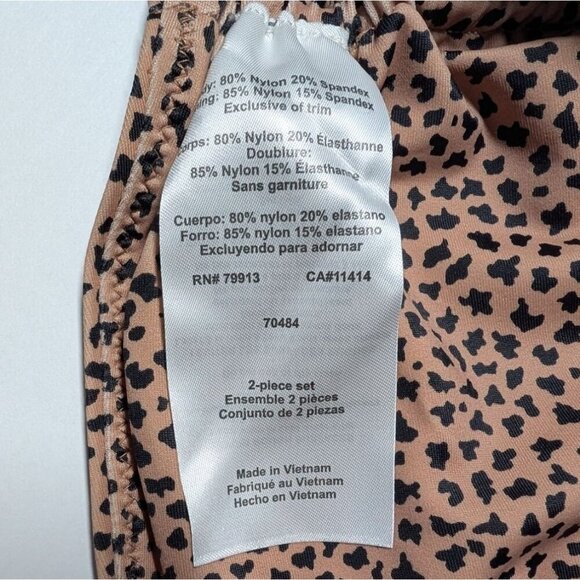 80% Nylon 20% Spandex
85% Nylon 15% Spandex
Exclusive of trim
80% Nylon 20% Élasthanne
Doublure:
85% Nylon 15% Élasthanne
Sans garniture
Cuerpo: 80% nylon 20% elastano
Forro: 85% nylon 15% elastano
Excluyendo para adornar
RN# 79913 CA#11414
70484
2-piece set
Ensemble 2 pièces
Conjunto de 2 piezas
Made in Vietnam
Fabriqué au Vietnam
Hecho en Vietnam